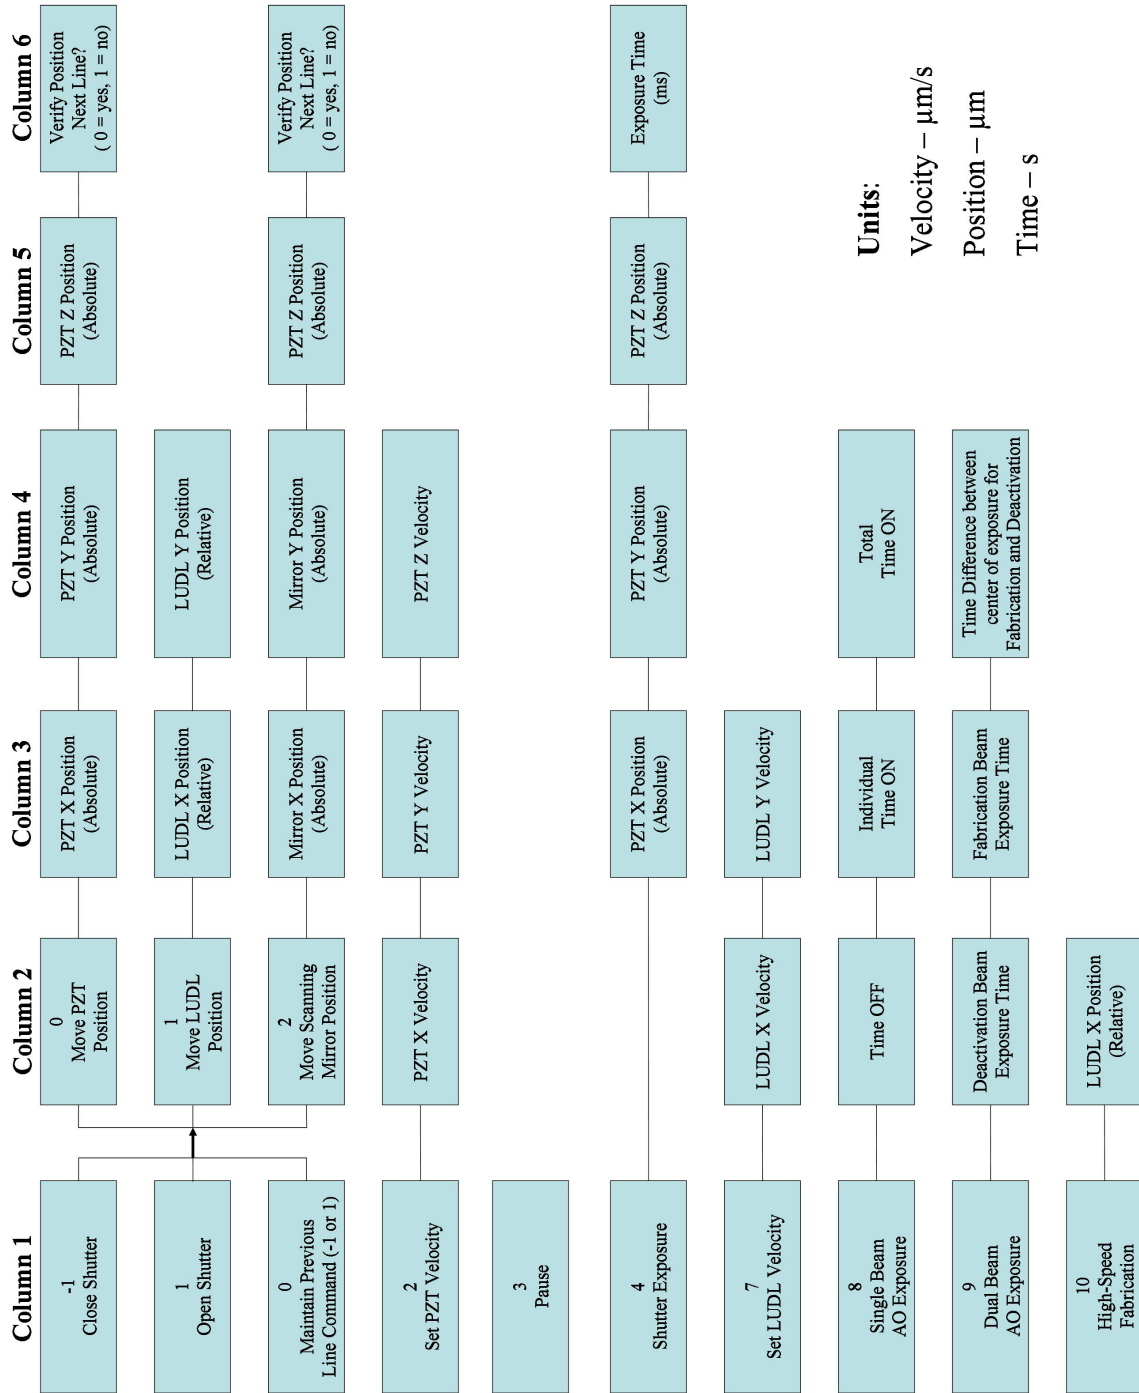 Column 1
Column 2
Column 3
Column 4
Column 5
Column 6
-1
Close Shutter
0
Move PZT
Position
PZT X Position
(Absolute)
PZT Y Position
(Absolute)
PZT Z Position
(Absolute)
Verify Position
Next Line?
( 0 = yes, 1 = no)
1
Open Shutter
1
Move LUDL
Position
LUDL X Position
(Relative)
LUDL Y Position
(Relative)
0
Maintain Previous
Line Command (-1 or 1)
2
Move Scanning
Mirror Position
Mirror X Position
(Absolute)
Mirror Y Position
(Absolute)
PZT Z Position
(Absolute)
Verify Position
Next Line?
( 0 = yes, 1 = no)
2
Set PZT Velocity
PZT X Velocity
PZT Y Velocity
PZT Z Velocity
3
Pause
4
Shutter Exposure
PZT X Position
(Absolute)
PZT Y Position
(Absolute)
PZT Z Position
(Absolute)
Exposure Time
(ms)
7
Set LUDL Velocity
LUDL X Velocity
LUDL Y Velocity
8
Single Beam
AO Exposure
Time OFF
Individual
Time ON
Total
Time ON
9
Dual Beam
AO Exposure
Deactivation Beam
Exposure Time
Fabrication Beam
Exposure Time
Time Difference between
center of exposure for
Fabrication and Deactivation
10
High-Speed
Fabrication
LUDL X Position
(Relative)
Units:
Velocity – μm/s
Position – μm
Time – s